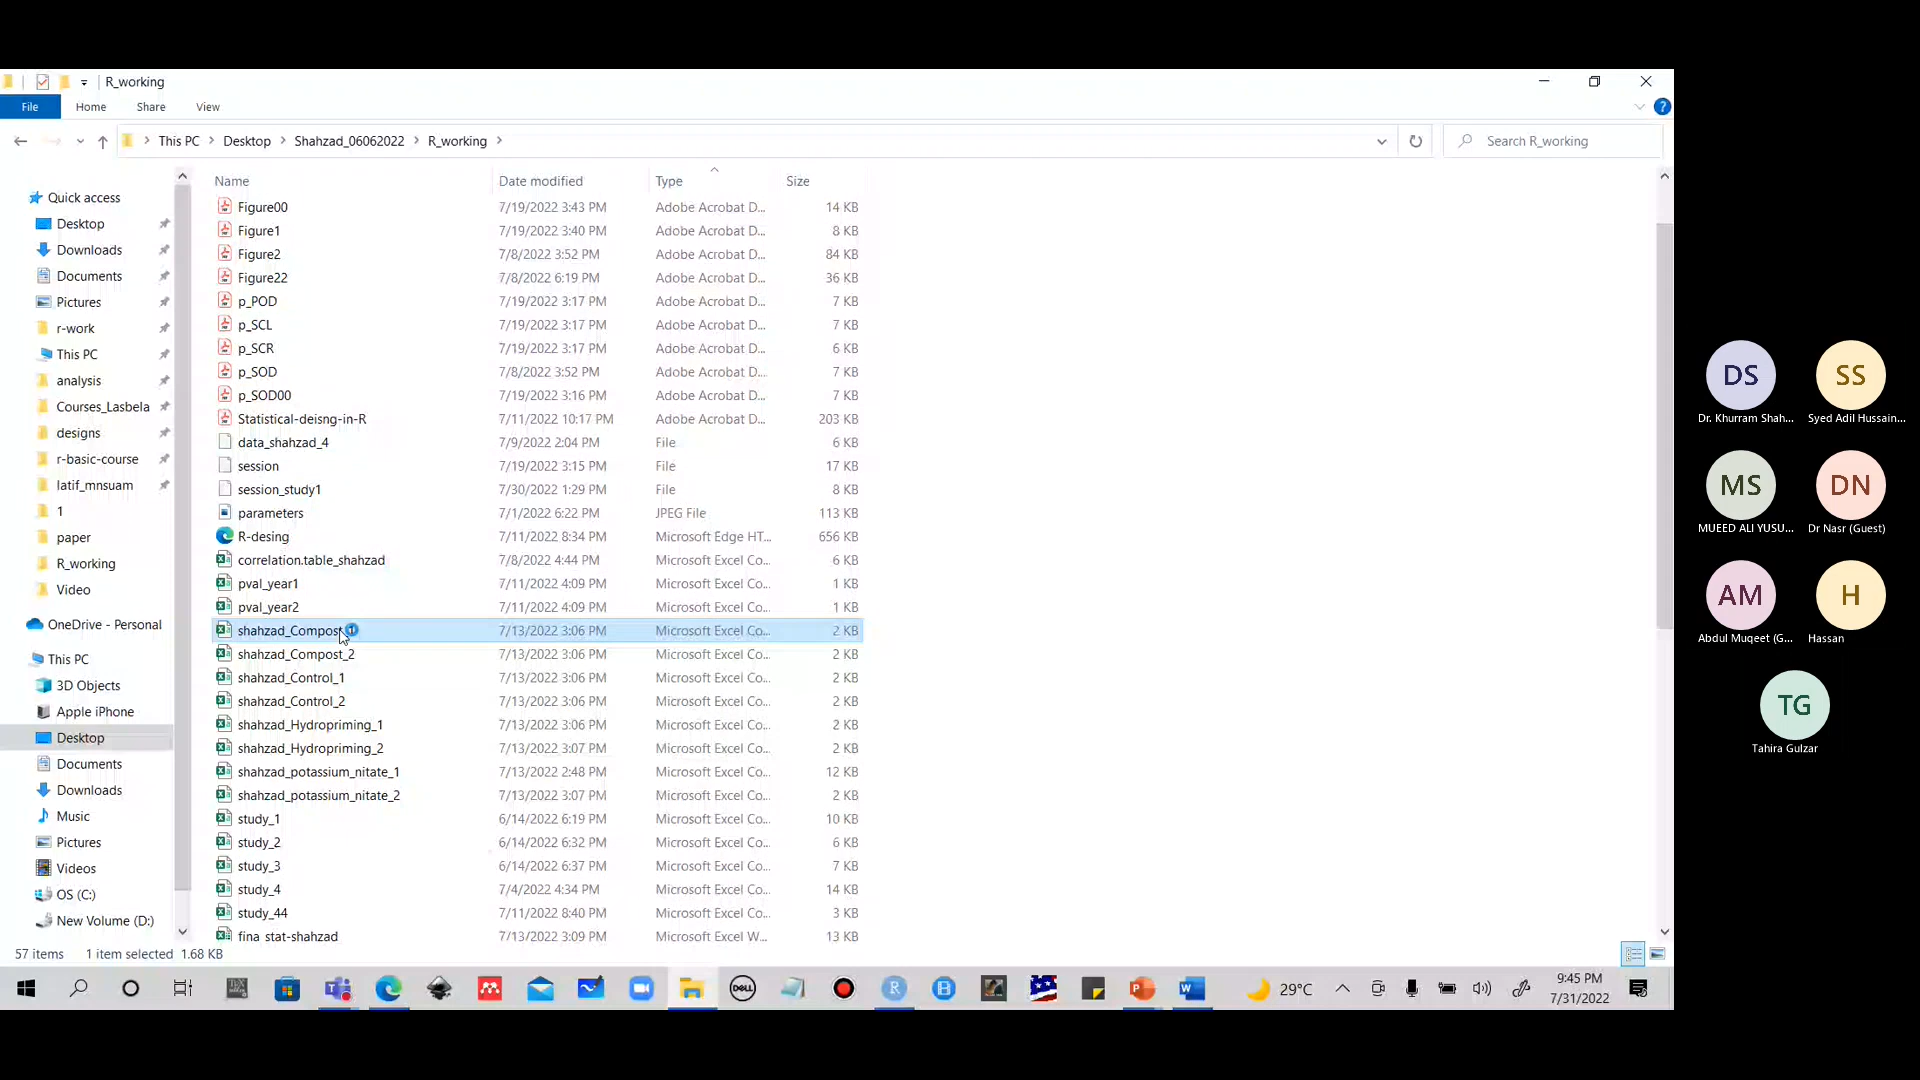 R_working
File Home Share View
This PC Desktop Shahzad_06062022 R_working
Search R_working
Name Date modified Type Size
Quick access
Desktop
Downloads
Documents
Pictures
r-work
This PC
analysis
Courses_Lasbela
designs
r-basic-course
latif_mnsuam
1
paper
R_working
Video
OneDrive - Personal
This PC
3D Objects
Apple iPhone
Desktop
Documents
Downloads
Music
Pictures
Videos
OS (C:)
New Volume (D:)
Figure00 7/19/2022 3:43 PM Adobe Acrobat D... 14 KB
Figure1 7/19/2022 3:40 PM Adobe Acrobat D... 8 KB
Figure2 7/8/2022 3:52 PM Adobe Acrobat D... 84 KB
Figure22 7/8/2022 6:19 PM Adobe Acrobat D... 36 KB
p_POD 7/19/2022 3:17 PM Adobe Acrobat D... 7 KB
p_SCL 7/19/2022 3:17 PM Adobe Acrobat D... 7 KB
p_SCR 7/19/2022 3:17 PM Adobe Acrobat D... 6 KB
p_SOD 7/8/2022 3:52 PM Adobe Acrobat D... 7 KB
p_SOD00 7/19/2022 3:16 PM Adobe Acrobat D... 7 KB
Statistical-deisng-in-R 7/11/2022 10:17 PM Adobe Acrobat D... 203 KB
data_shahzad_4 7/9/2022 2:04 PM File 6 KB
session 7/19/2022 3:15 PM File 17 KB
session_study1 7/30/2022 1:29 PM File 8 KB
parameters 7/1/2022 6:22 PM JPEG File 113 KB
R-desing 7/11/2022 8:34 PM Microsoft Edge HT... 656 KB
correlation.table_shahzad 7/8/2022 4:44 PM Microsoft Excel Co... 6 KB
pval_year1 7/11/2022 4:09 PM Microsoft Excel Co... 1 KB
pval_year2 7/11/2022 4:09 PM Microsoft Excel Co... 1 KB
shahzad_Compost 7/13/2022 3:06 PM Microsoft Excel Co... 2 KB
shahzad_Compost_2 7/13/2022 3:06 PM Microsoft Excel Co... 2 KB
shahzad_Control_1 7/13/2022 3:06 PM Microsoft Excel Co... 2 KB
shahzad_Control_2 7/13/2022 3:06 PM Microsoft Excel Co... 2 KB
shahzad_Hydropriming_1 7/13/2022 3:06 PM Microsoft Excel Co... 2 KB
shahzad_Hydropriming_2 7/13/2022 3:07 PM Microsoft Excel Co... 2 KB
shahzad_potassium_nitate_1 7/13/2022 2:48 PM Microsoft Excel Co... 12 KB
shahzad_potassium_nitate_2 7/13/2022 3:07 PM Microsoft Excel Co... 2 KB
study_1 6/14/2022 6:19 PM Microsoft Excel Co... 10 KB
study_2 6/14/2022 6:32 PM Microsoft Excel Co... 6 KB
study_3 6/14/2022 6:37 PM Microsoft Excel Co... 7 KB
study_4 7/4/2022 4:34 PM Microsoft Excel Co... 14 KB
study_44 7/11/2022 8:40 PM Microsoft Excel Co... 3 KB
fina stat-shahzad 7/13/2022 3:09 PM Microsoft Excel W... 13 KB
57 items 1 item selected 1.68 KB
DELL
29°C
9:45 PM
7/31/2022
DS SS
Dr. Khurram Shah... Syed Adil Hussain...
MS DN
MUEED ALI YUSU... Dr Nasr (Guest)
AM H
Abdul Muqeet (G... Hassan
TG
Tahira Gulzar